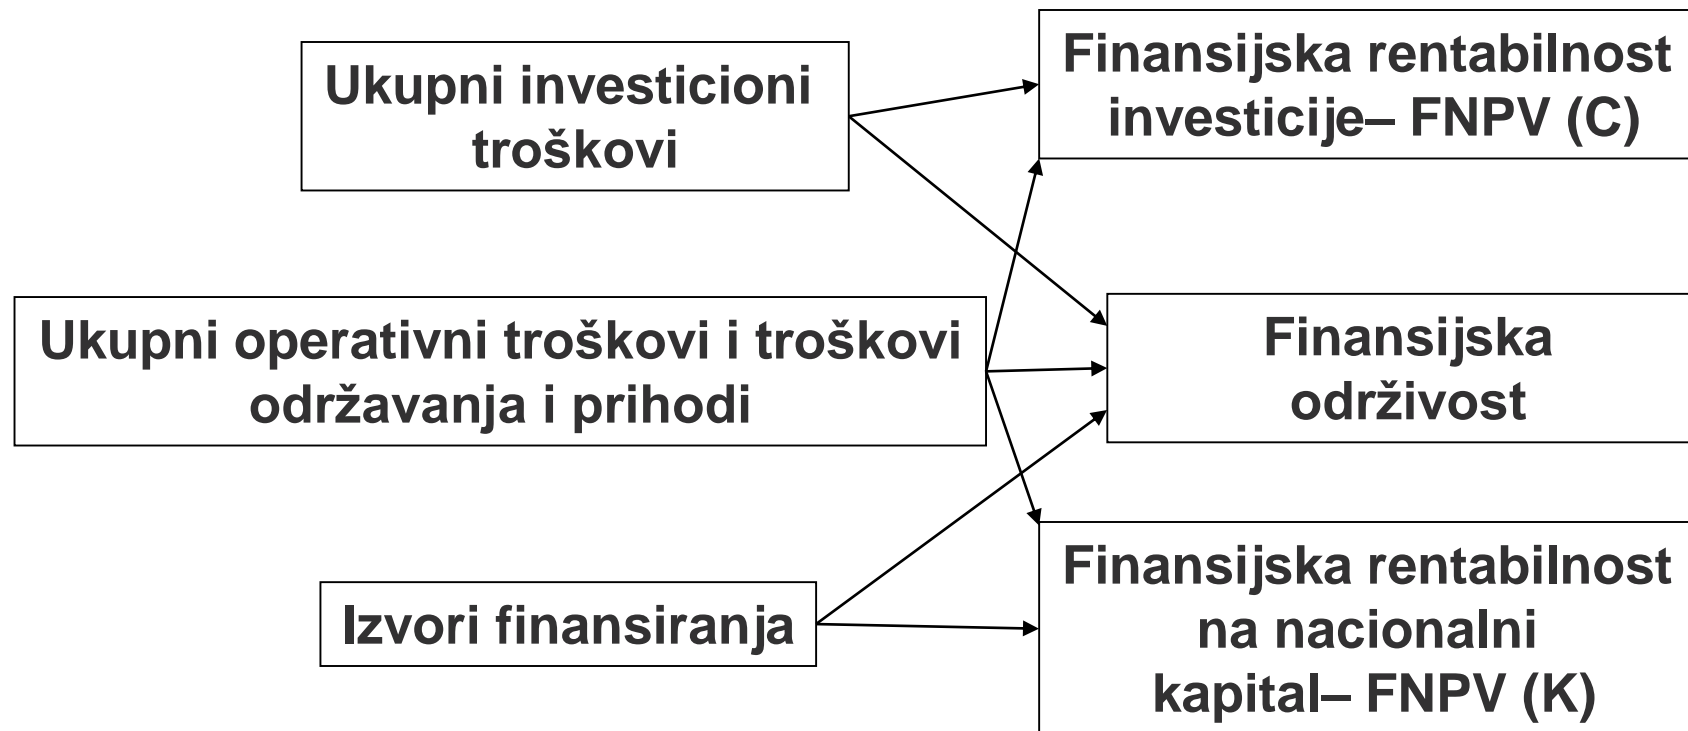 Ukupni investicioni
troškovi
Finansijska rentabilnost
investicije– FNPV (C)
Ukupni operativni troškovi i troškovi
održavanja i prihodi
Finansijska
održivost
Izvori finansiranja
Finansijska rentabilnost
na nacionalni
kapital– FNPV (K)